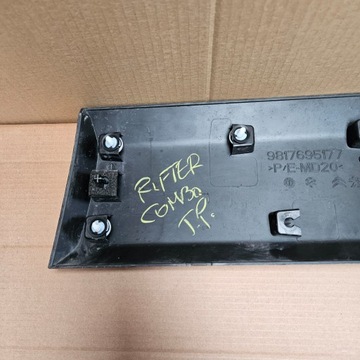 9817695177
>P/E-MD20<
RIFTER
COMBO
T.P.